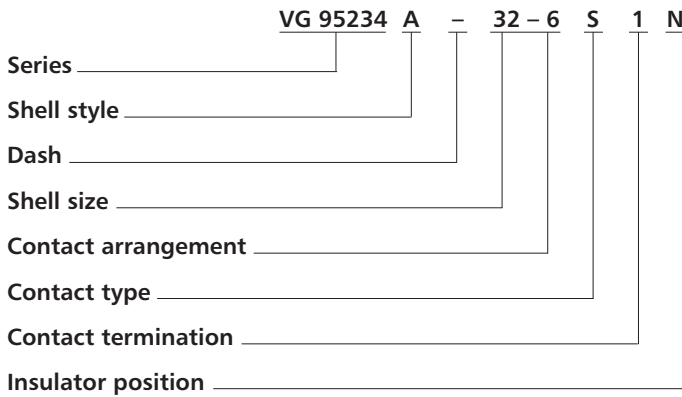 VG 95234 A – 32 – 6 S 1 N
Series
Shell style
Dash
Shell size
Contact arrangement
Contact type
Contact termination
Insulator position